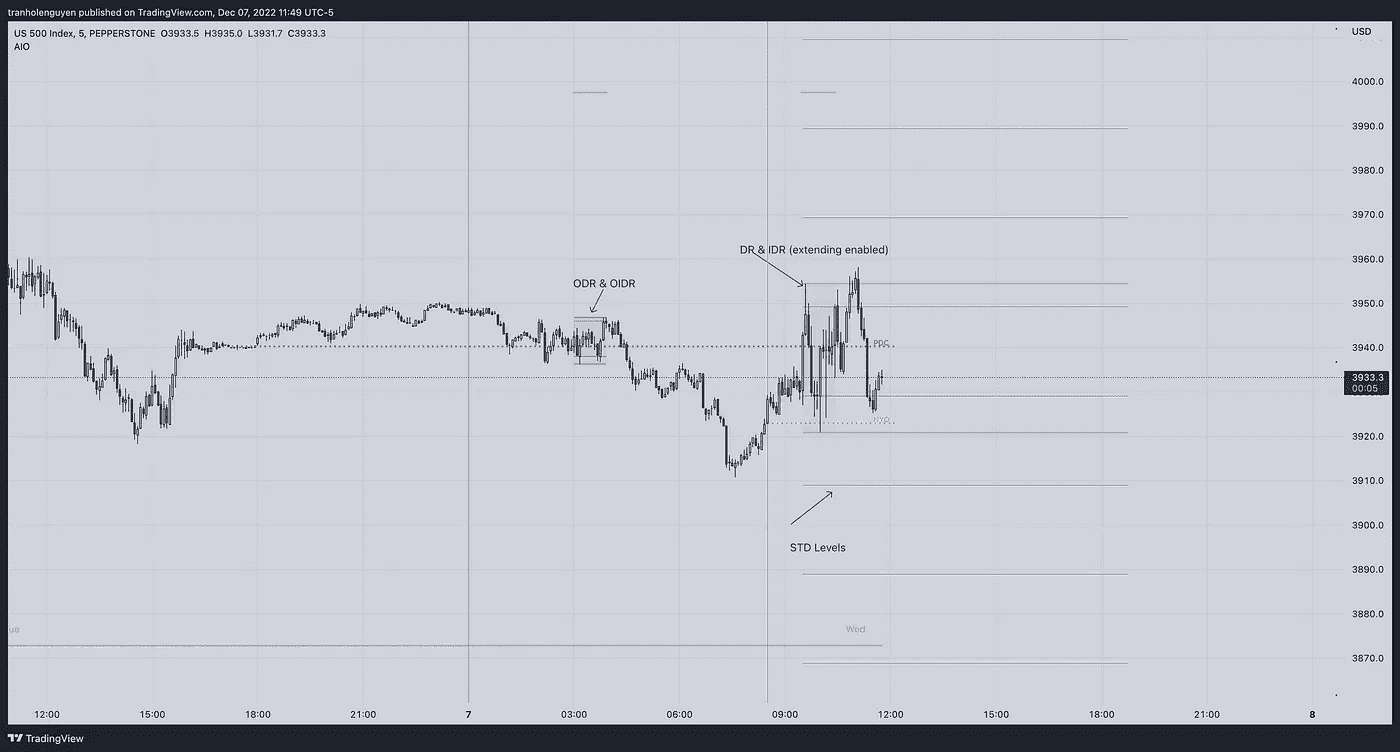 tranholenguyen published on TradingView.com, Dec 07, 2022 11:49 UTC-5
US 500 Index, 5, PEPPERSTONE O3933.5 H3935.0 L3931.7 C3933.3
AIO
USD
4000.0
3990.0
3980.0
3970.0
DR & IDR (extending enabled)
3960.0
ODR & OIDR
3950.0
PDC
3940.0
3933.3
00:05
NYO
3920.0
3910.0
3900.0
STD Levels
3890.0
3880.0
ue
Wed
3870.0
12:00 15:00 18:00 21:00 7 03:00 06:00 09:00 12:00 15:00 18:00 21:00 8
TradingView